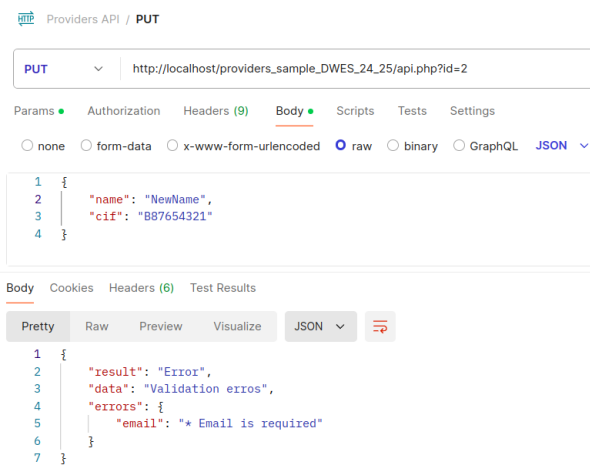 HTTP Providers API / PUT
PUT http://localhost/providers_sample_DWES_24_25/api.php?id=2
Params Authorization Headers (9) Body Scripts Tests Settings
none form-data x-www-form-urlencoded raw binary GraphQL JSON
1 {
2 "name": "NewName",
3 "cif": "B87654321"
4 }
Body Cookies Headers (6) Test Results
Pretty Raw Preview Visualize JSON
1 {
2 "result": "Error",
3 "data": "Validation erros",
4 "errors": {
5 "email": "* Email is required"
6 }
7 }